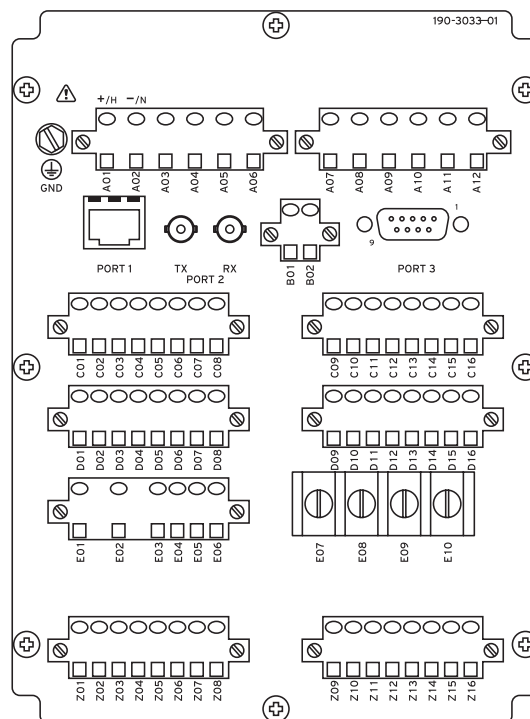 190-3033-01
+/H −/N
A01 A02 A03 A04 A05 A06 A07 A08 A09 A10 A11 A12
GND
1
9
PORT 1 TX RX PORT 3
PORT 2
B01 B02
C01 C02 C03 C04 C05 C06 C07 C08 C09 C10 C11 C12 C13 C14 C15 C16
D01 D02 D03 D04 D05 D06 D07 D08 D09 D10 D11 D12 D13 D14 D15 D16
E01 E02 E03 E04 E05 E06 E07 E08 E09 E10
Z01 Z02 Z03 Z04 Z05 Z06 Z07 Z08 Z09 Z10 Z11 Z12 Z13 Z14 Z15 Z16